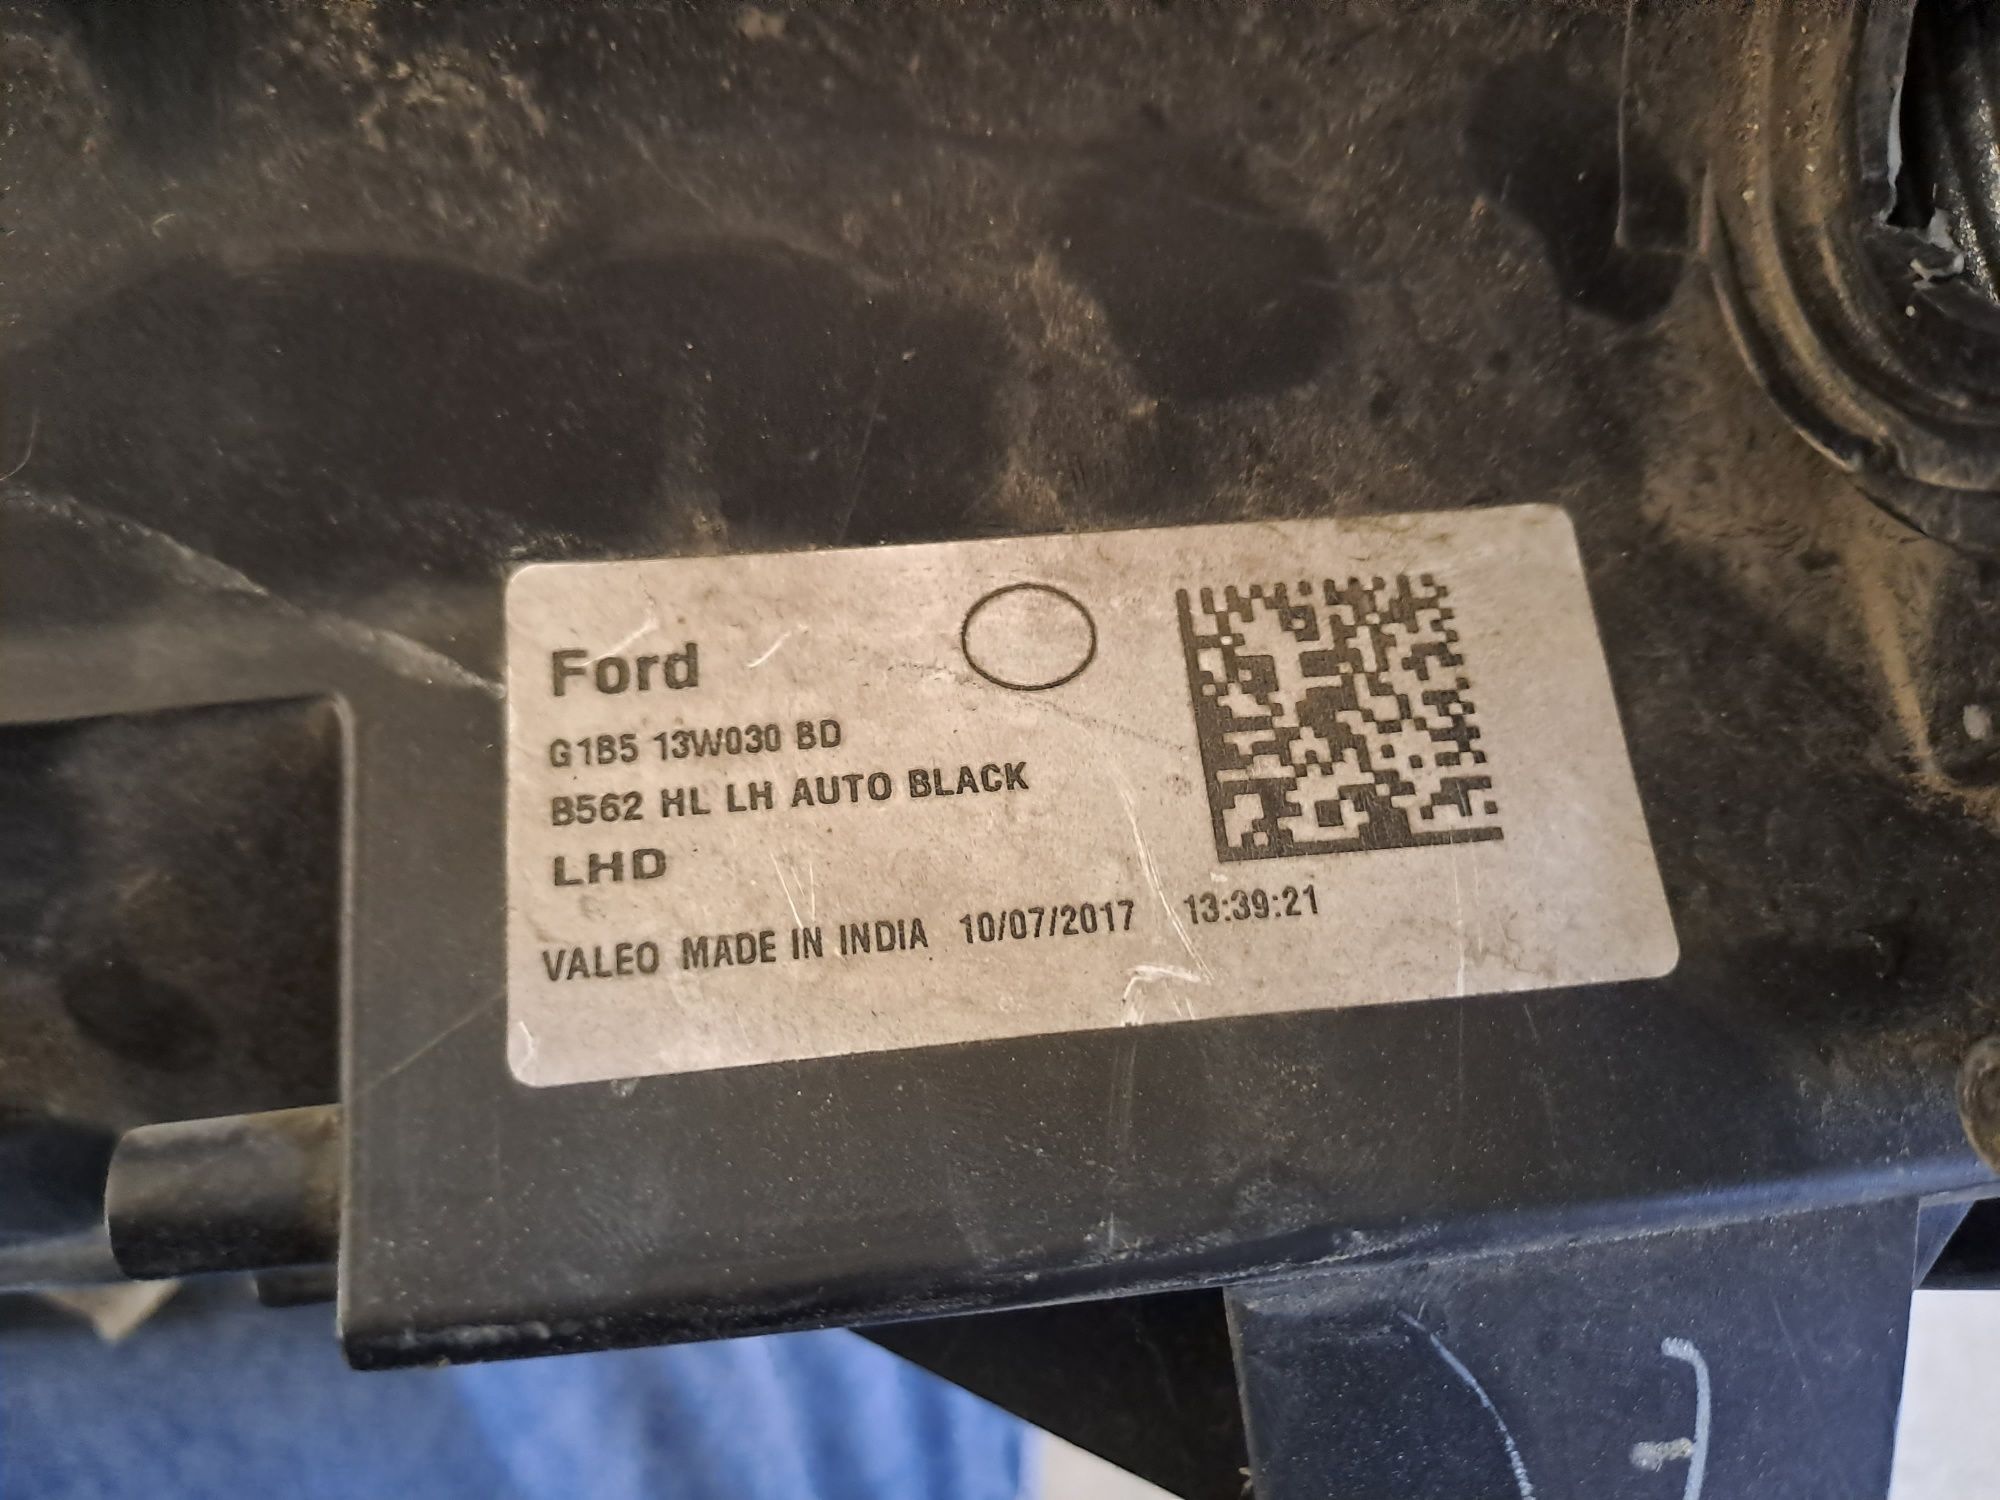 Ford
G1B5 13W030 BD
B562 HL LH AUTO BLACK
LHD
VALEO MADE IN INDIA 10/07/2017 13:39:21